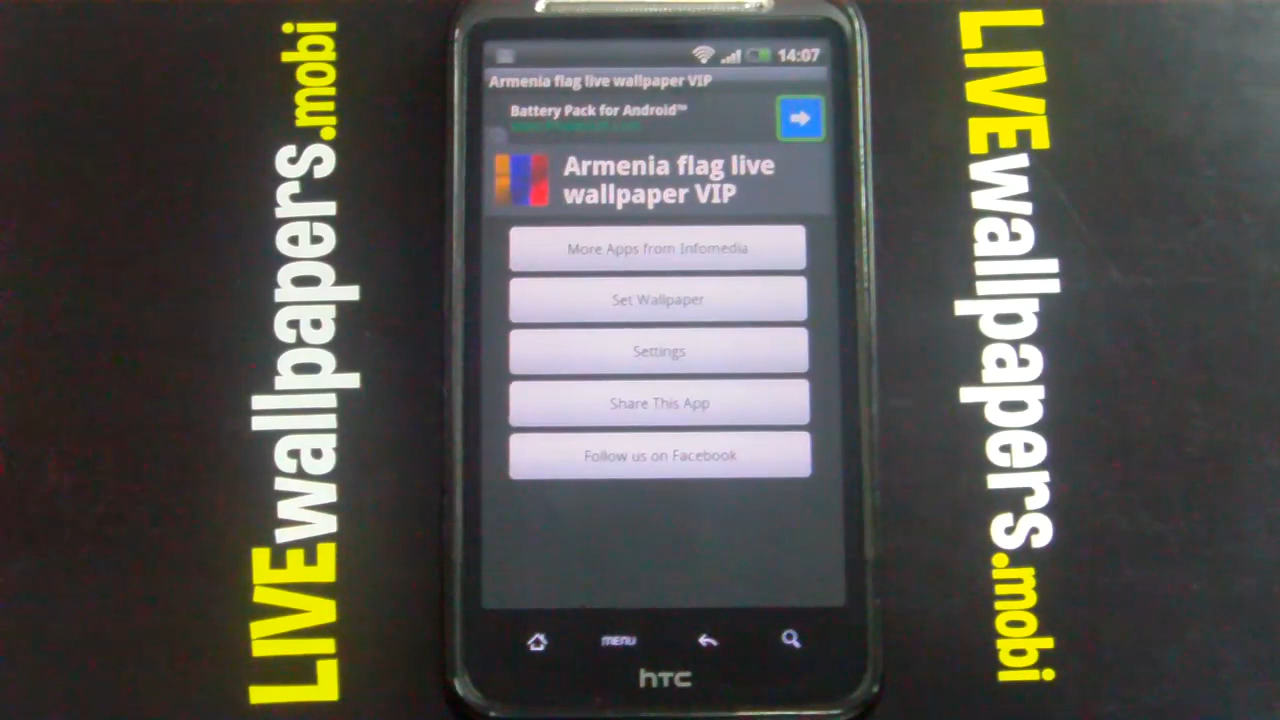 LIVEwallpapers.mobi
14:07
Armenia flag live wallpaper VIP
Battery Pack for Android™
Armenia flag live
wallpaper VIP
More Apps from Infomedia
Set Wallpaper
Settings
Share This App
Follow us on Facebook
MENU
hTC
LIVEwallpapers.mobi